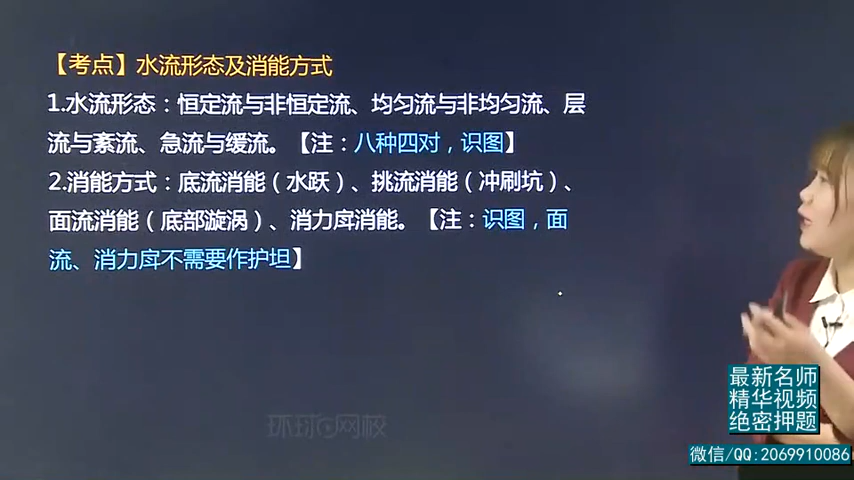 【考点】水流形态及消能方式
1.水流形态：恒定流与非恒定流、均匀流与非均匀流、层
流与紊流、急流与缓流。【注：八种四对，识图】
2.消能方式：底流消能（水跃）、挑流消能（冲刷坑）、
面流消能（底部漩涡）、消力戽消能。【注：识图，面
流、消力戽不需要作护坦】
环球网校
最新名师
精华视频
绝密押题
微信/QQ:2069910086